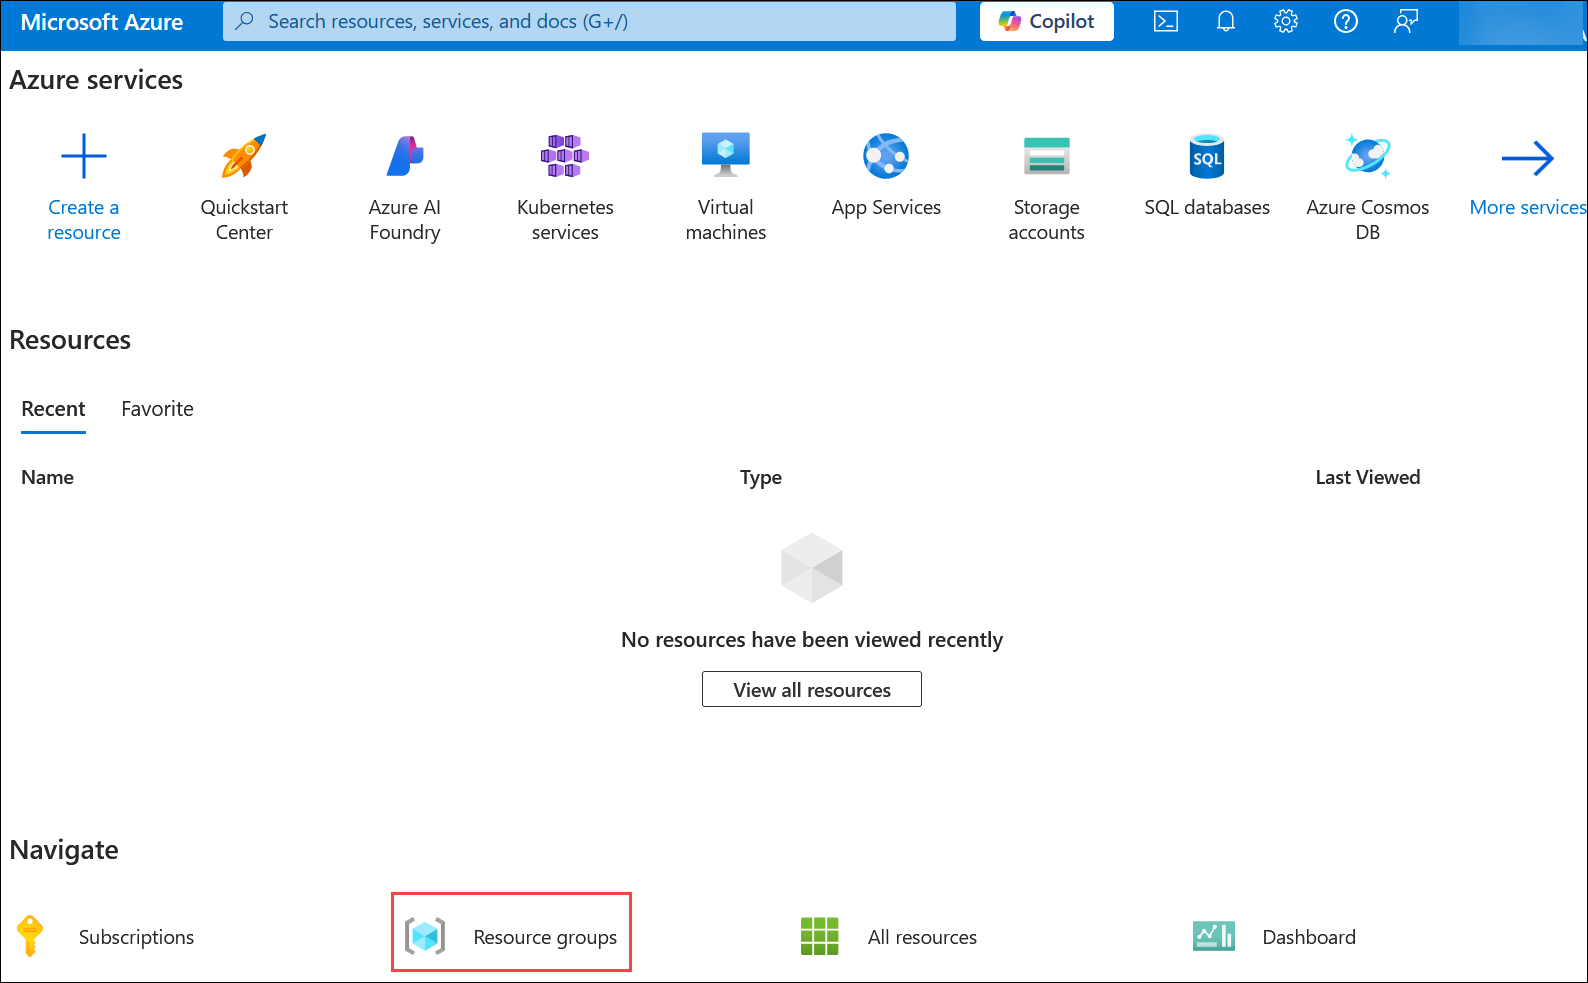 Microsoft Azure
Search resources, services, and docs (G+/)
Copilot
Azure services
Create a
resource
Quickstart
Center
Azure AI
Foundry
Kubernetes
services
Virtual
machines
App Services
Storage
accounts
SQL
SQL databases
Azure Cosmos
DB
More services
Resources
Recent
Favorite
Name
Type
Last Viewed
No resources have been viewed recently
View all resources
Navigate
Subscriptions
Resource groups
All resources
Dashboard